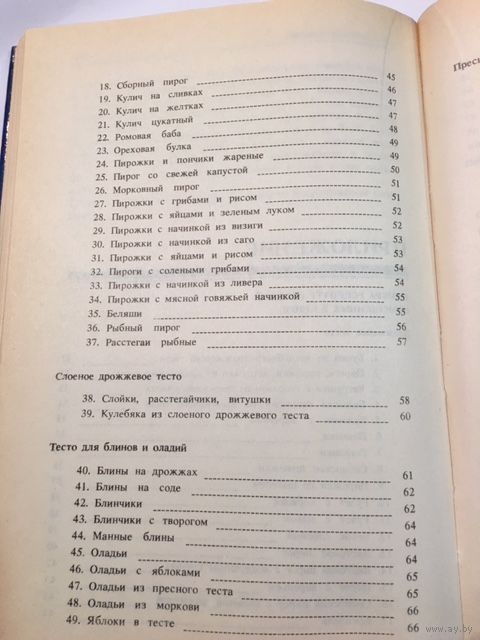 Пресн
18. Сборный пирог 45
19. Кулич на сливках 46
20. Кулич на желтках 47
21. Кулич цукатный 47
22. Ромовая баба 48
23. Ореховая булка 49
24. Пирожки и пончики жареные 49
25. Пирог со свежей капустой 50
26. Морковный пирог 51
27. Пирожки с грибами и рисом 51
28. Пирожки с яйцами и зеленым луком 52
29. Пирожки с начинкой из визиги 52
30. Пирожки с начинкой из саго 53
31. Пирожки с яйцами и рисом 53
32. Пироги с солеными грибами 54
33. Пирожки с начинкой из ливера 54
34. Пирожки с мясной говяжьей начинкой 55
35. Беляши 55
36. Рыбный пирог 56
37. Расстегаи рыбные 57
Слоеное дрожжевое тесто
38. Слойки, расстегайчики, витушки 58
39. Кулебяка из слоеного дрожжевого теста 60
Тесто для блинов и оладий
40. Блины на дрожжах 61
41. Блины на соде 62
42. Блинчики 62
43. Блинчики с творогом 64
44. Манные блины 64
45. Оладьи 64
46. Оладьи с яблоками 65
47. Оладьи из пресного теста 65
48. Оладьи из моркови 66
49. Яблоки в тесте 66
www.ay.by